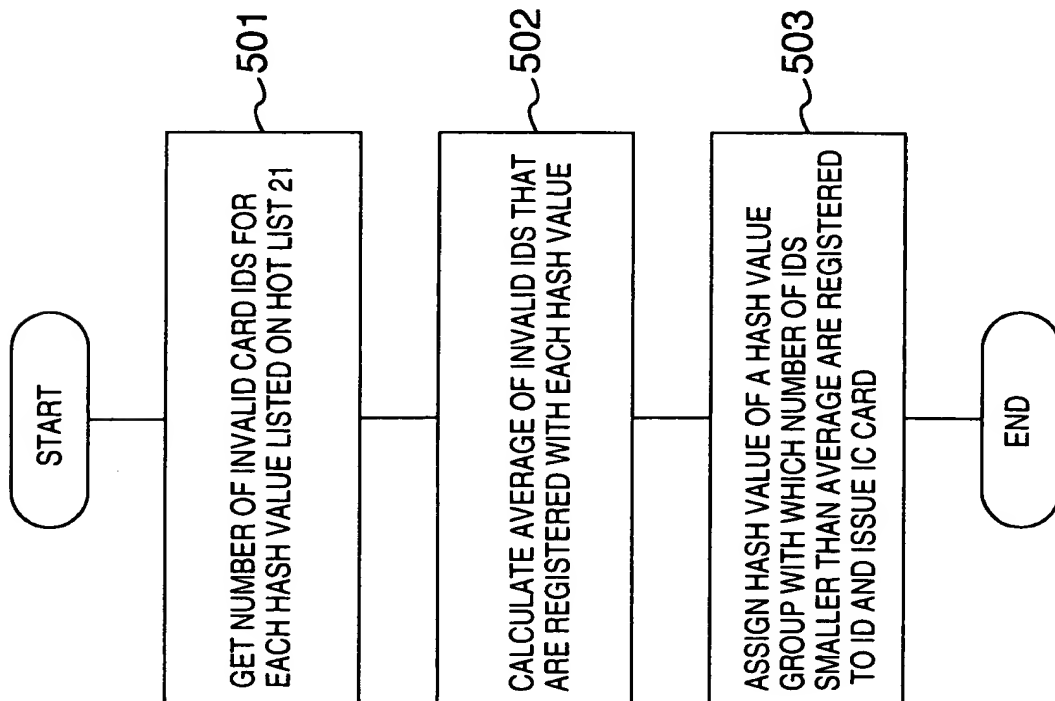 START
501
GET NUMBER OF INVALID CARD IDS FOR
EACH HASH VALUE LISTED ON HOT LIST 21
502
CALCULATE AVERAGE OF INVALID IDS THAT
ARE REGISTERED WITH EACH HASH VALUE
503
ASSIGN HASH VALUE OF A HASH VALUE
GROUP WITH WHICH NUMBER OF IDS
SMALLER THAN AVERAGE ARE REGISTERED
TO ID AND ISSUE IC CARD
END